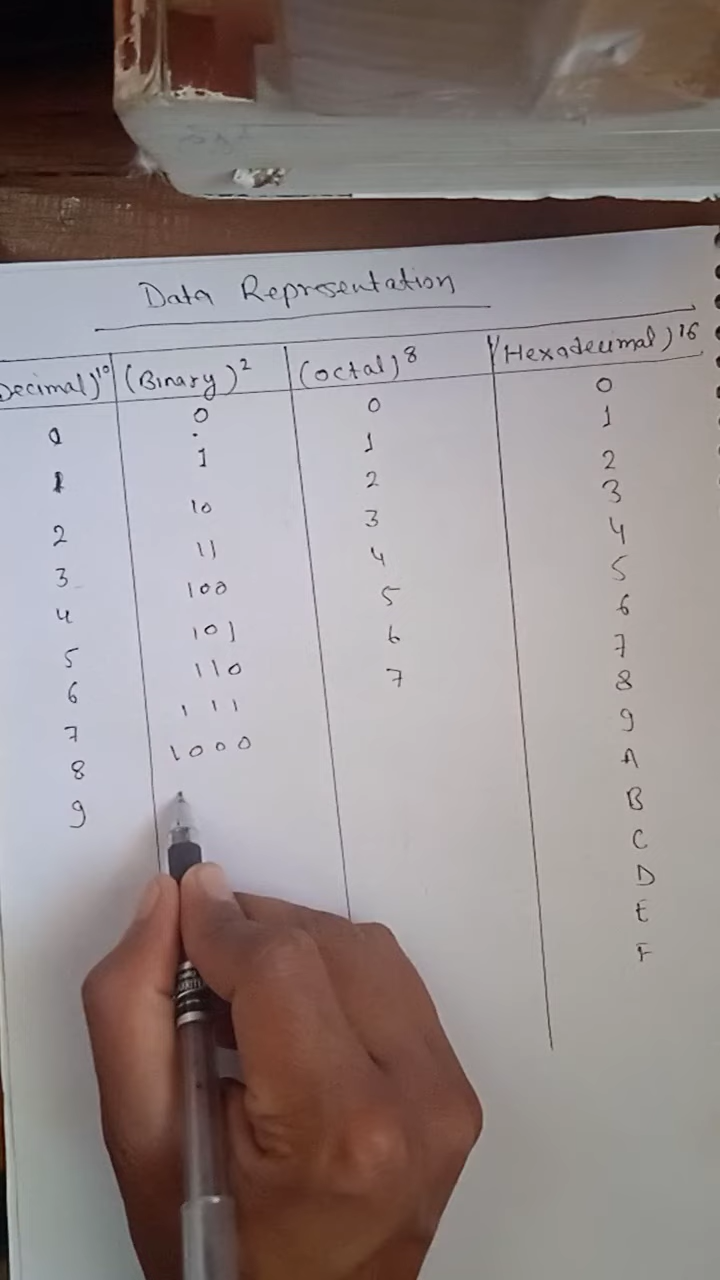 Data Representation
Decimal)10 (Binary)2 (Octal)8 (Hexadecimal)16
0 0 0 0
1 1 1 1
2 10 2 2
3 11 3 3
4 100 4 4
5 101 5 5
6 110 6 6
7 111 7 7
8 1000 8
9 9
A
B
C
D
E
F